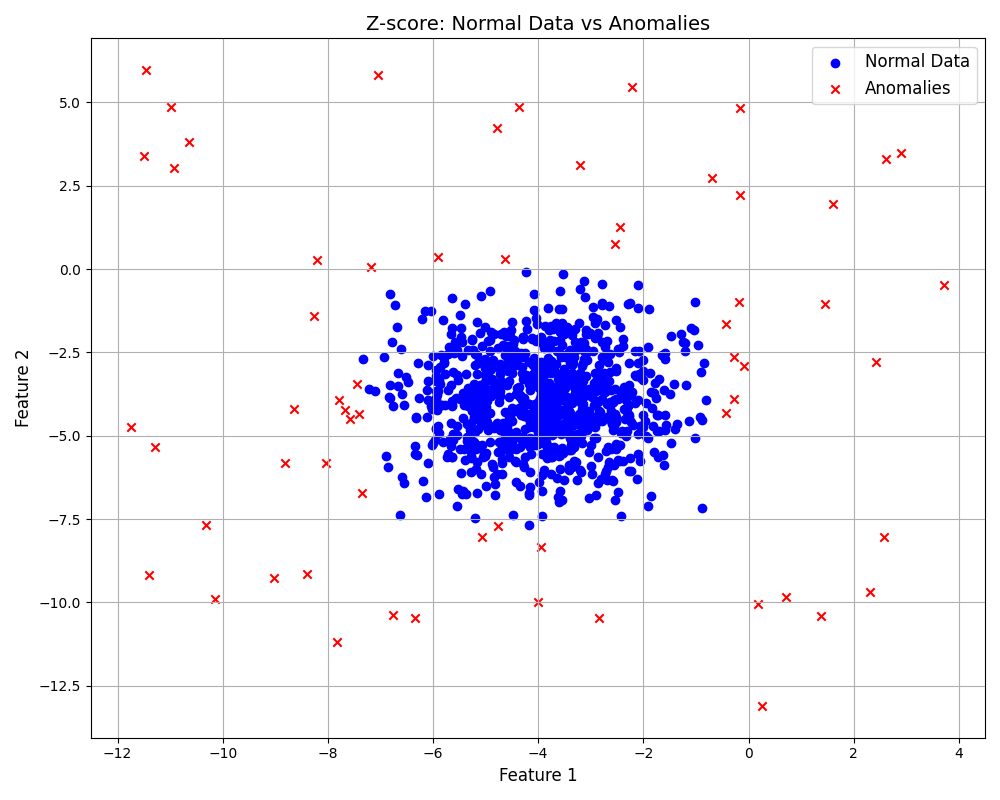 Z-score: Normal Data vs Anomalies
Normal Data
Anomalies
5.0
2.5
0.0
−2.5
−5.0
−7.5
−10.0
−12.5
Feature 2
−12 −10 −8 −6 −4 −2 0 2 4
Feature 1